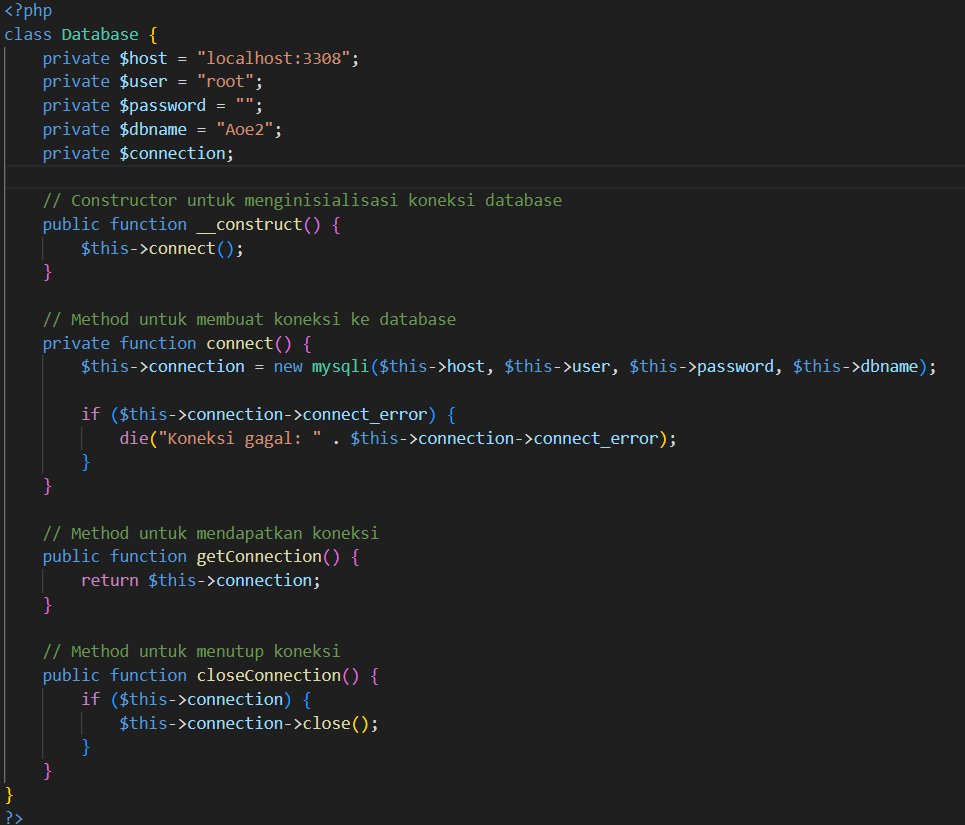 <?php
class Database {
    private $host = "localhost:3308";
    private $user = "root";
    private $password = "";
    private $dbname = "Aoe2";
    private $connection;

    // Constructor untuk menginisialisasi koneksi database
    public function __construct() {
        $this->connect();
    }

    // Method untuk membuat koneksi ke database
    private function connect() {
        $this->connection = new mysqli($this->host, $this->user, $this->password, $this->dbname);

        if ($this->connection->connect_error) {
            die("Koneksi gagal: " . $this->connection->connect_error);
        }
    }

    // Method untuk mendapatkan koneksi
    public function getConnection() {
        return $this->connection;
    }

    // Method untuk menutup koneksi
    public function closeConnection() {
        if ($this->connection) {
            $this->connection->close();
        }
    }
}
?>